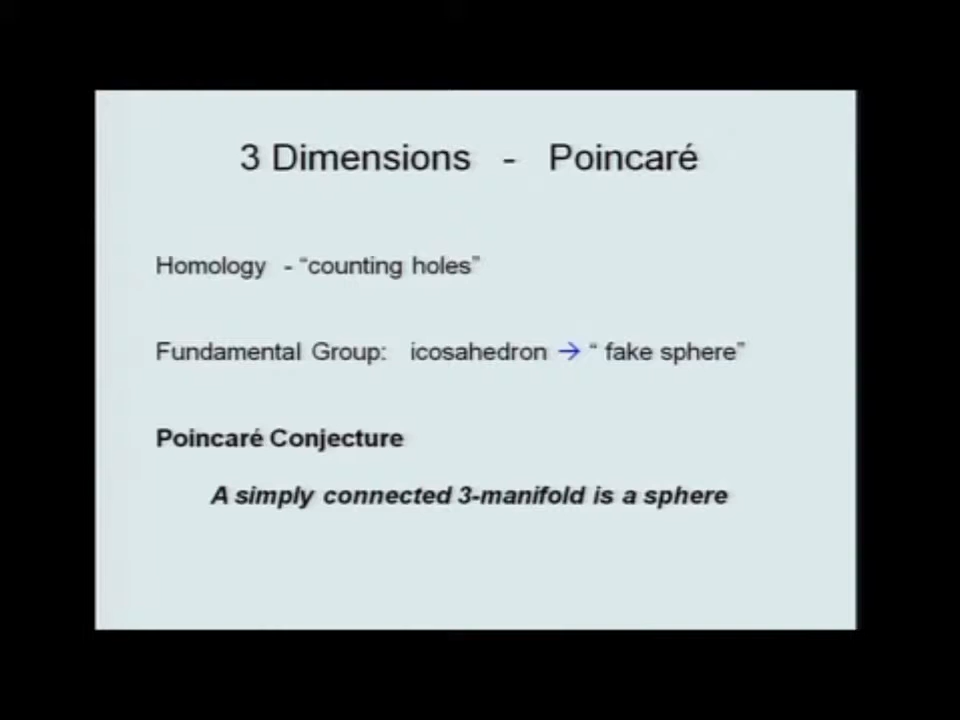 3 Dimensions - Poincaré
Homology - “counting holes”
Fundamental Group: icosahedron → “ fake sphere”
Poincaré Conjecture
A simply connected 3-manifold is a sphere